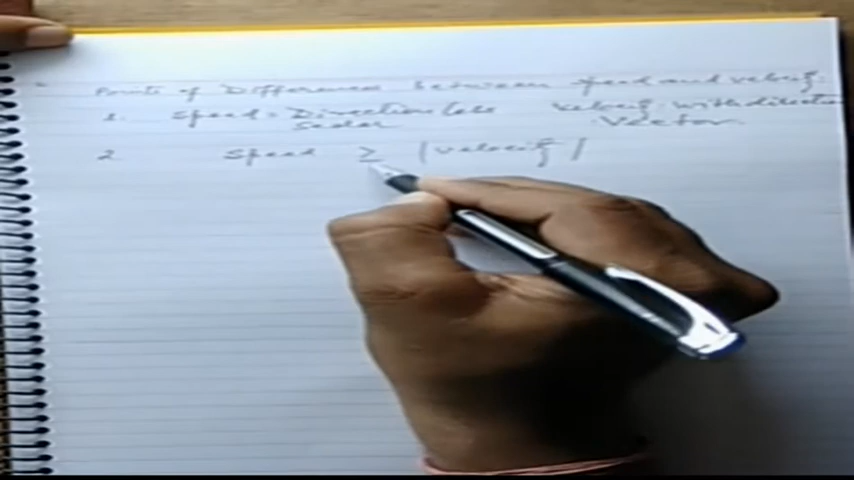 Points of Difference between speed and velocity.
1. Speed - Directionless velocity - with direction
Scalar Vector.
2 Speed ≥ |velocity|